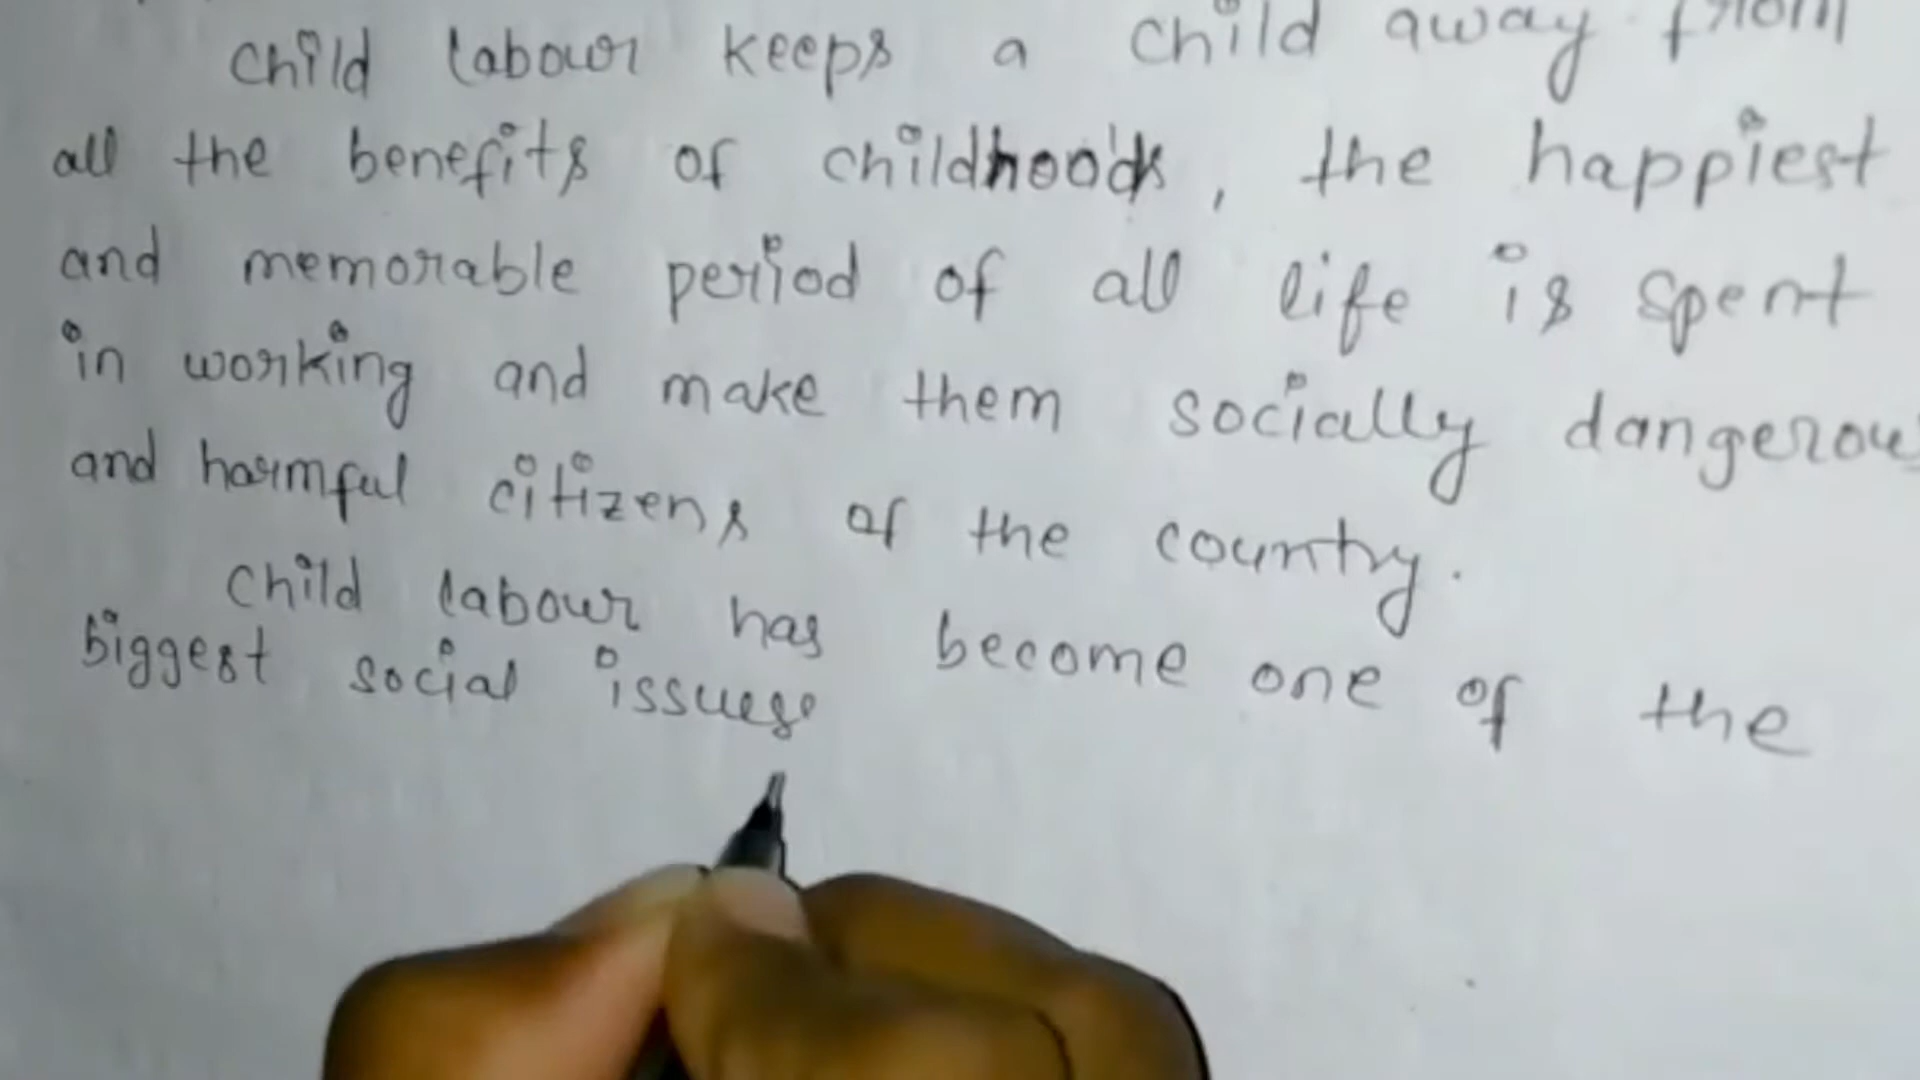 child labour keeps a child away from
all the benefits of childhoods, the happiest
and memorable period of all life is spent
in working and make them socially dangerou
and harmful citizens of the country.
child labour has become one of the
biggest social issues